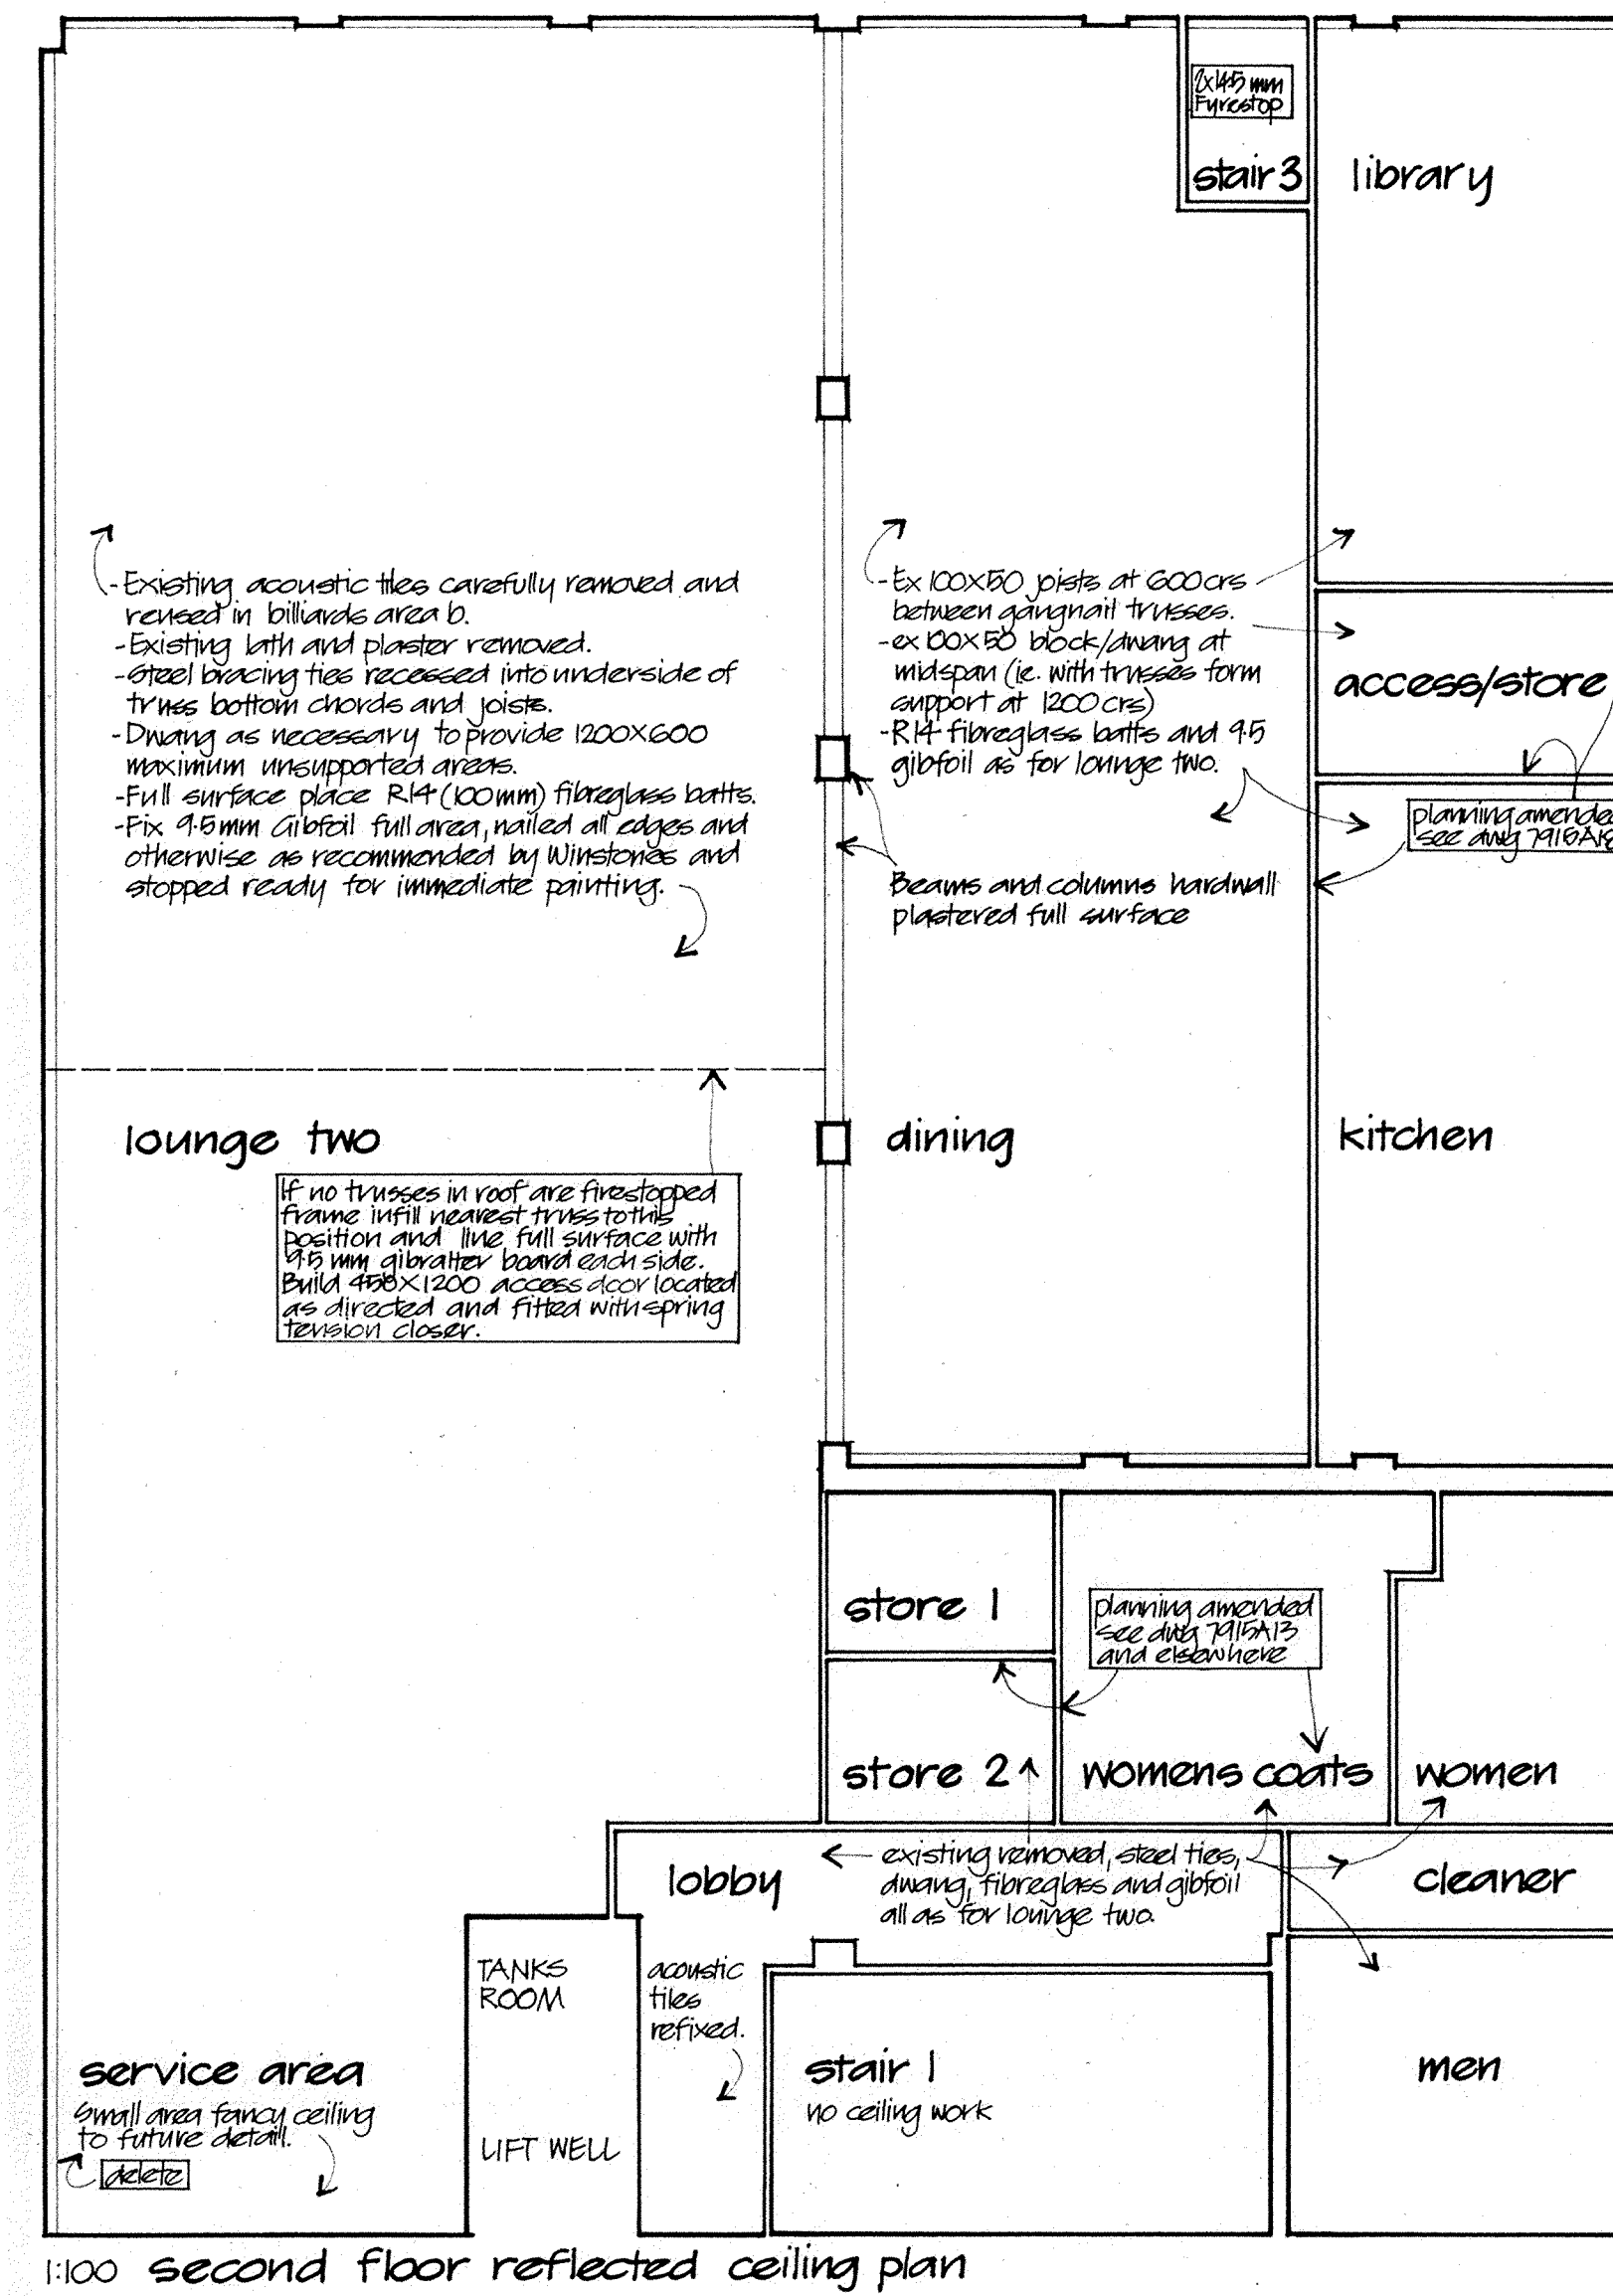 2x14.5 mm
Fyrestop
stair 3
library
-Existing acoustic tiles carefully removed and
reused in billiards area b.
-Existing lath and plaster removed.
-Steel bracing ties recessed into underside of
truss bottom chords and joists.
-Dwang as necessary to provide 1200x600
maximum unsupported areas.
-Full surface place R14 (100mm) fibreglass batts.
-Fix 9.5mm Gibfoil full area, nailed all edges and
otherwise as recommended by Winstones and
stopped ready for immediate painting.
-Ex 100x50 joists at 600crs
between gangnail trusses.
-ex 100x50 block/dwang at
midspan (ie. with trusses form
support at 1200 crs)
-R14 fibreglass batts and 9.5
gibfoil as for lounge two.
access/store
planning amended
see dwg
Beams and columns hardwall
plastered full surface
lounge two
dining
kitchen
If no trusses in roof are firestopped
frame infill nearest truss to this
position and line full surface with
9.5 mm gibralter board each side.
Build 450x1200 access door located
as directed and fitted with spring
tension closer.
store 1
planning amended
see dwg 7915A13
and elsewhere
store 2
womens coats
women
lobby
existing removed, steel ties,
dwang, fibreglass and gibfoil
all as for lounge two.
cleaner
TANKS
ROOM
acoustic
tiles
refixed.
service area
Small area fancy ceiling
to future detail.
delete
LIFT WELL
stair 1
no ceiling work
men
1:100 second floor reflected ceiling plan